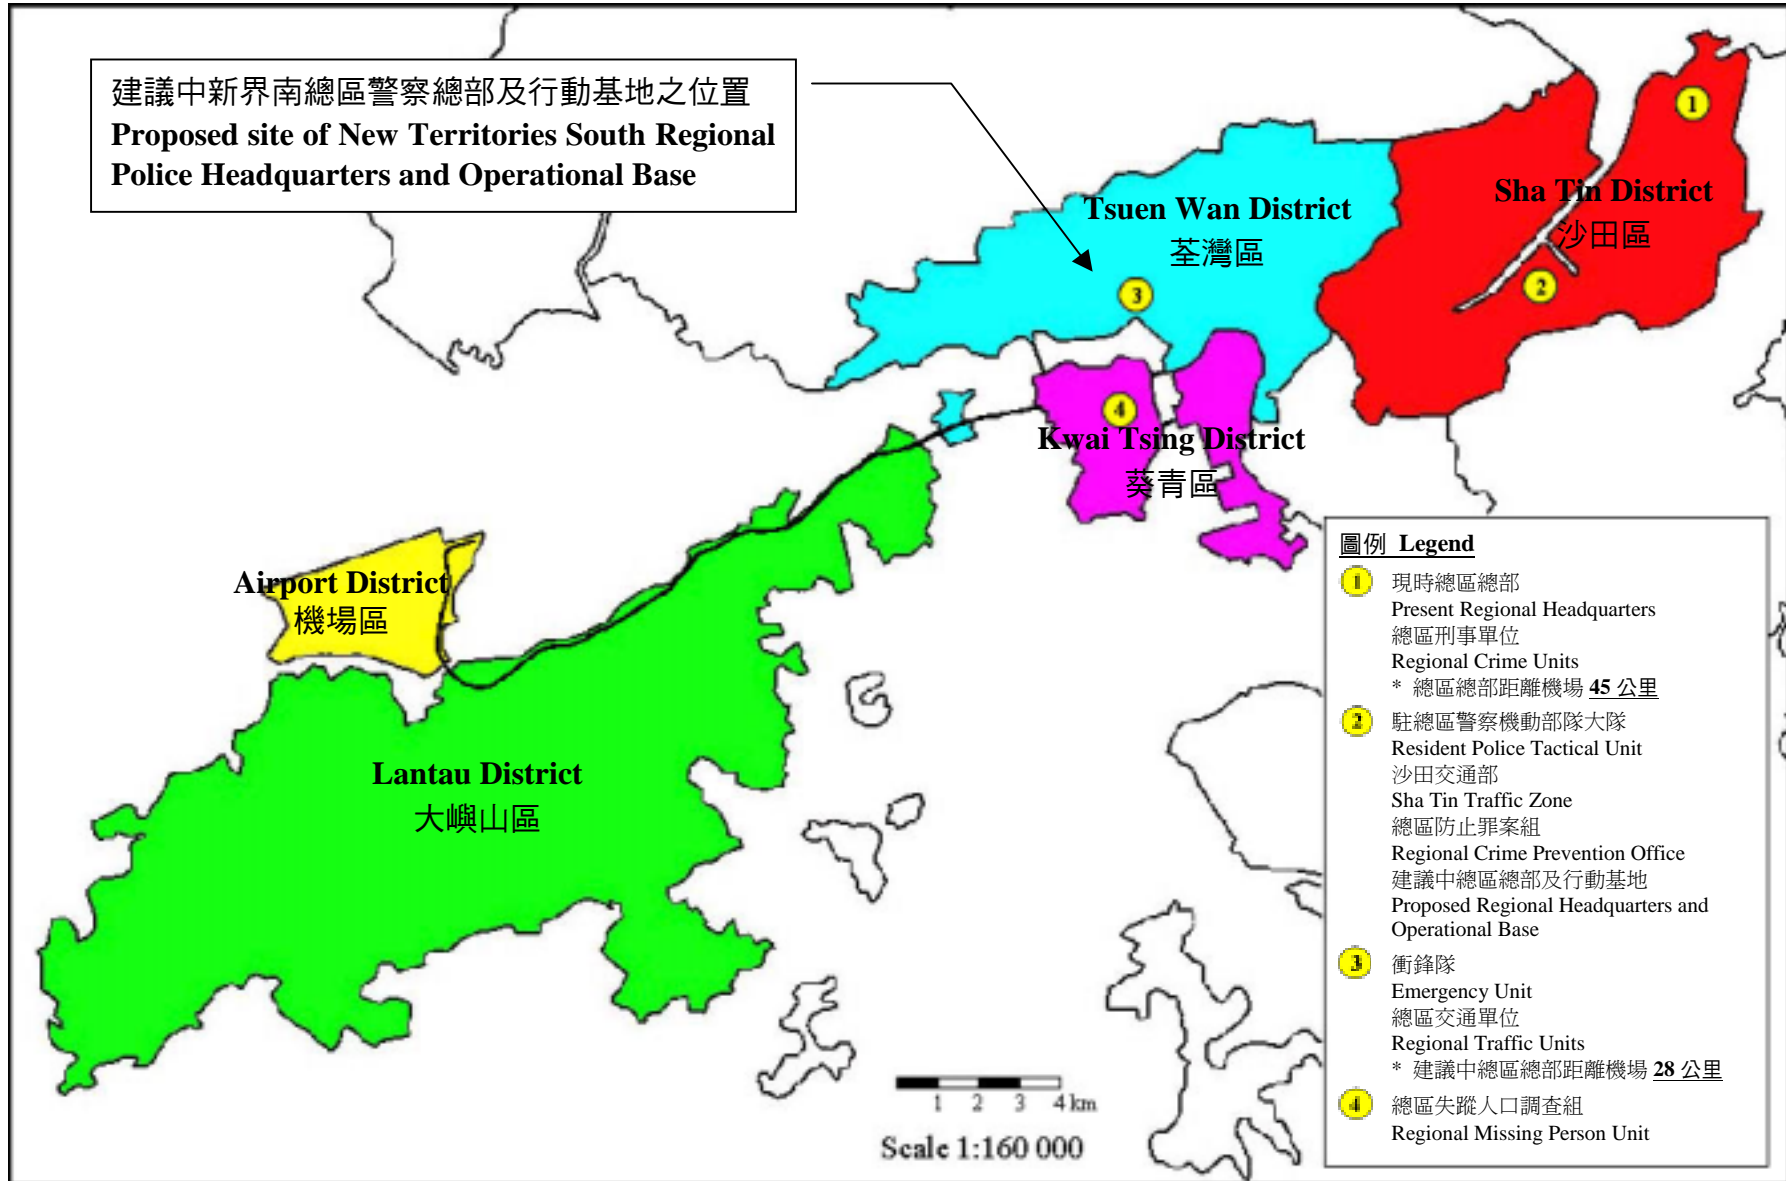 建議中新界南總區警察總部及行動基地之位置
Proposed site of New Territories South Regional
Police Headquarters and Operational Base
Tsuen Wan District
荃灣區
Sha Tin District
沙田區
1
2
3
4
Kwai Tsing District
葵青區
Airport District
機場區
Lantau District
大嶼山區
1 2 3 4 km
Scale 1:160 000
圖例 Legend
1 現時總區總部
Present Regional Headquarters
總區刑事單位
Regional Crime Units
* 總區總部距離機場 45 公里
2 駐總區警察機動部隊大隊
Resident Police Tactical Unit
沙田交通部
Sha Tin Traffic Zone
總區防止罪案組
Regional Crime Prevention Office
建議中總區總部及行動基地
Proposed Regional Headquarters and
Operational Base
3 衝鋒隊
Emergency Unit
總區交通單位
Regional Traffic Units
* 建議中總區總部距離機場 28 公里
4 總區失蹤人口調查組
Regional Missing Person Unit